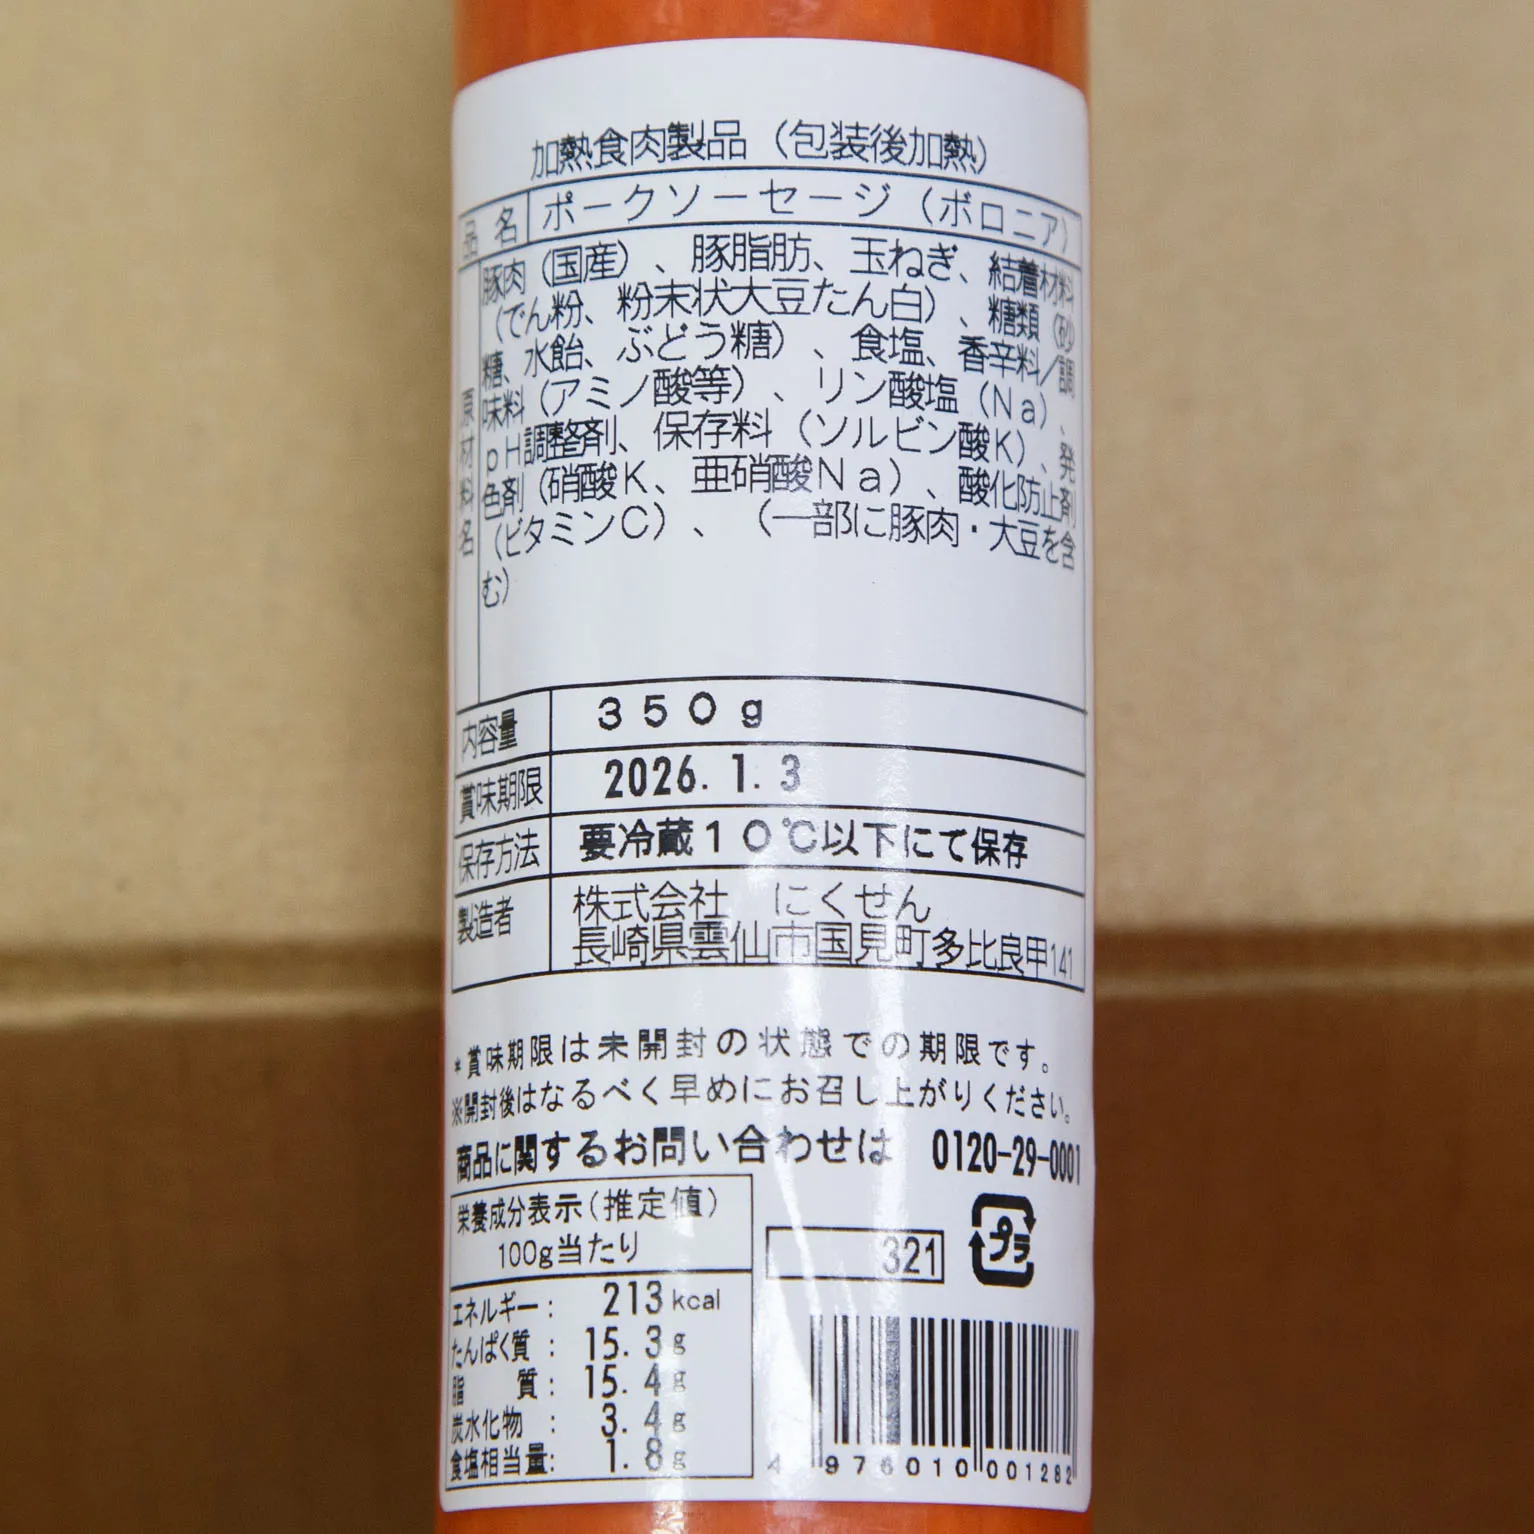 加熱食肉製品（包装後加熱）
品名 ポークソーセージ（ボロニア）
原材料名 豚肉（国産）、豚脂肪、玉ねぎ、結着材料
（でん粉、粉末状大豆たん白）、糖類（砂
糖、水飴、ぶどう糖）、食塩、香辛料／調
味料（アミノ酸等）、リン酸塩（Ｎａ）、
ｐＨ調整剤、保存料（ソルビン酸Ｋ）、発
色剤（硝酸Ｋ、亜硝酸Ｎａ）、酸化防止剤
（ビタミンＣ）、（一部に豚肉・大豆を含
む）
内容量 ３５０ｇ
賞味期限 2026.1.3
保存方法 要冷蔵１０℃以下にて保存
製造者 株式会社　にくせん
長崎県雲仙市国見町多比良甲141
*賞味期限は未開封の状態での期限です。
※開封後はなるべく早めにお召し上がりください。
商品に関するお問い合わせは 0120-29-0001
栄養成分表示(推定値)
100g当たり
エネルギー: 213kcal
たんぱく質: 15.3g
脂質: 15.4g
炭水化物: 3.4g
食塩相当量: 1.8g
321
プラ
4 976010 001282